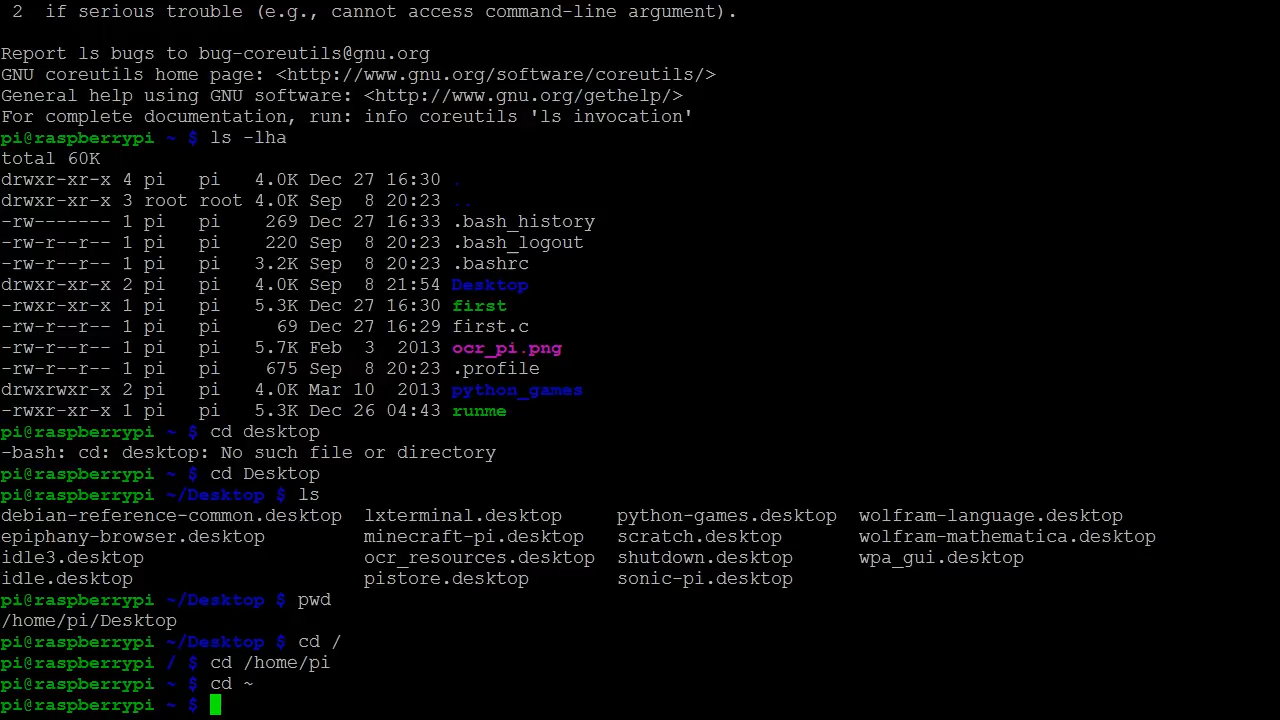 2  if serious trouble (e.g., cannot access command-line argument).

Report ls bugs to bug-coreutils@gnu.org
GNU coreutils home page: <http://www.gnu.org/software/coreutils/>
General help using GNU software: <http://www.gnu.org/gethelp/>
For complete documentation, run: info coreutils 'ls invocation'
pi@raspberrypi ~ $ ls -lha
total 60K
drwxr-xr-x 4 pi   pi   4.0K Dec 27 16:30 .
drwxr-xr-x 3 root root 4.0K Sep  8 20:23 ..
-rw------- 1 pi   pi    269 Dec 27 16:33 .bash_history
-rw-r--r-- 1 pi   pi    220 Sep  8 20:23 .bash_logout
-rw-r--r-- 1 pi   pi   3.2K Sep  8 20:23 .bashrc
drwxr-xr-x 2 pi   pi   4.0K Sep  8 21:54 Desktop
-rwxr-xr-x 1 pi   pi   5.3K Dec 27 16:30 first
-rw-r--r-- 1 pi   pi     69 Dec 27 16:29 first.c
-rw-r--r-- 1 pi   pi   5.7K Feb  3  2013 ocr_pi.png
-rw-r--r-- 1 pi   pi    675 Sep  8 20:23 .profile
drwxrwxr-x 2 pi   pi   4.0K Mar 10  2013 python_games
-rwxr-xr-x 1 pi   pi   5.3K Dec 26 04:43 runme
pi@raspberrypi ~ $ cd desktop
-bash: cd: desktop: No such file or directory
pi@raspberrypi ~ $ cd Desktop
pi@raspberrypi ~/Desktop $ ls
debian-reference-common.desktop  lxterminal.desktop     python-games.desktop  wolfram-language.desktop
epiphany-browser.desktop         minecraft-pi.desktop   scratch.desktop       wolfram-mathematica.desktop
idle3.desktop                    ocr_resources.desktop  shutdown.desktop      wpa_gui.desktop
idle.desktop                     pistore.desktop        sonic-pi.desktop
pi@raspberrypi ~/Desktop $ pwd
/home/pi/Desktop
pi@raspberrypi ~/Desktop $ cd /
pi@raspberrypi / $ cd /home/pi
pi@raspberrypi ~ $ cd ~
pi@raspberrypi ~ $